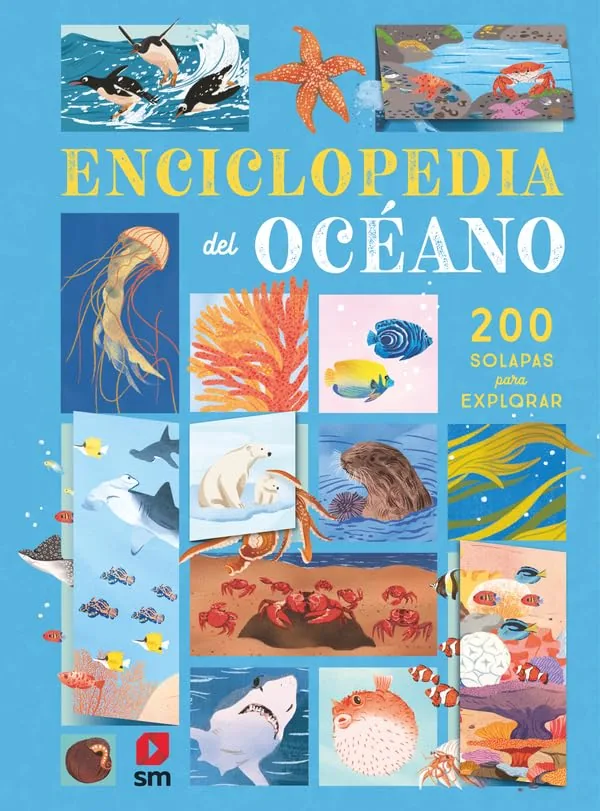 ENCICLOPEDIA
del OCÉANO
200
SOLAPAS
para
EXPLORAR
sm